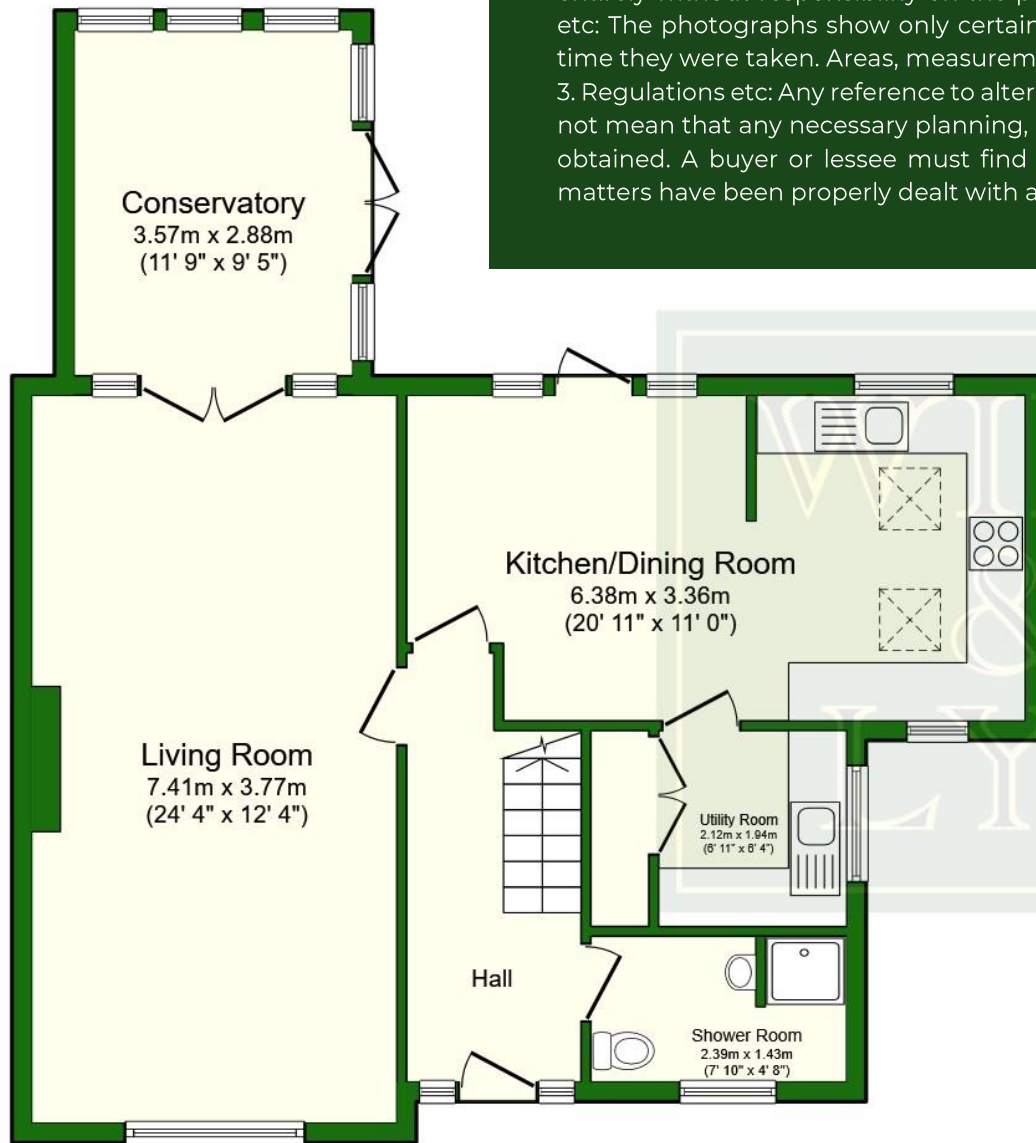 etc: The photographs show only certain
time they were taken. Areas, measurem
3. Regulations etc: Any reference to alter
not mean that any necessary planning,
obtained. A buyer or lessee must find
matters have been properly dealt with a
Conservatory
3.57m x 2.88m
(11' 9" x 9' 5")
Kitchen/Dining Room
6.38m x 3.36m
(20' 11" x 11' 0")
Living Room
7.41m x 3.77m
(24' 4" x 12' 4")
Utility Room
2.12m x 1.94m
(6' 11" x 6' 4")
Hall
Shower Room
2.39m x 1.43m
(7' 10" x 4' 8")